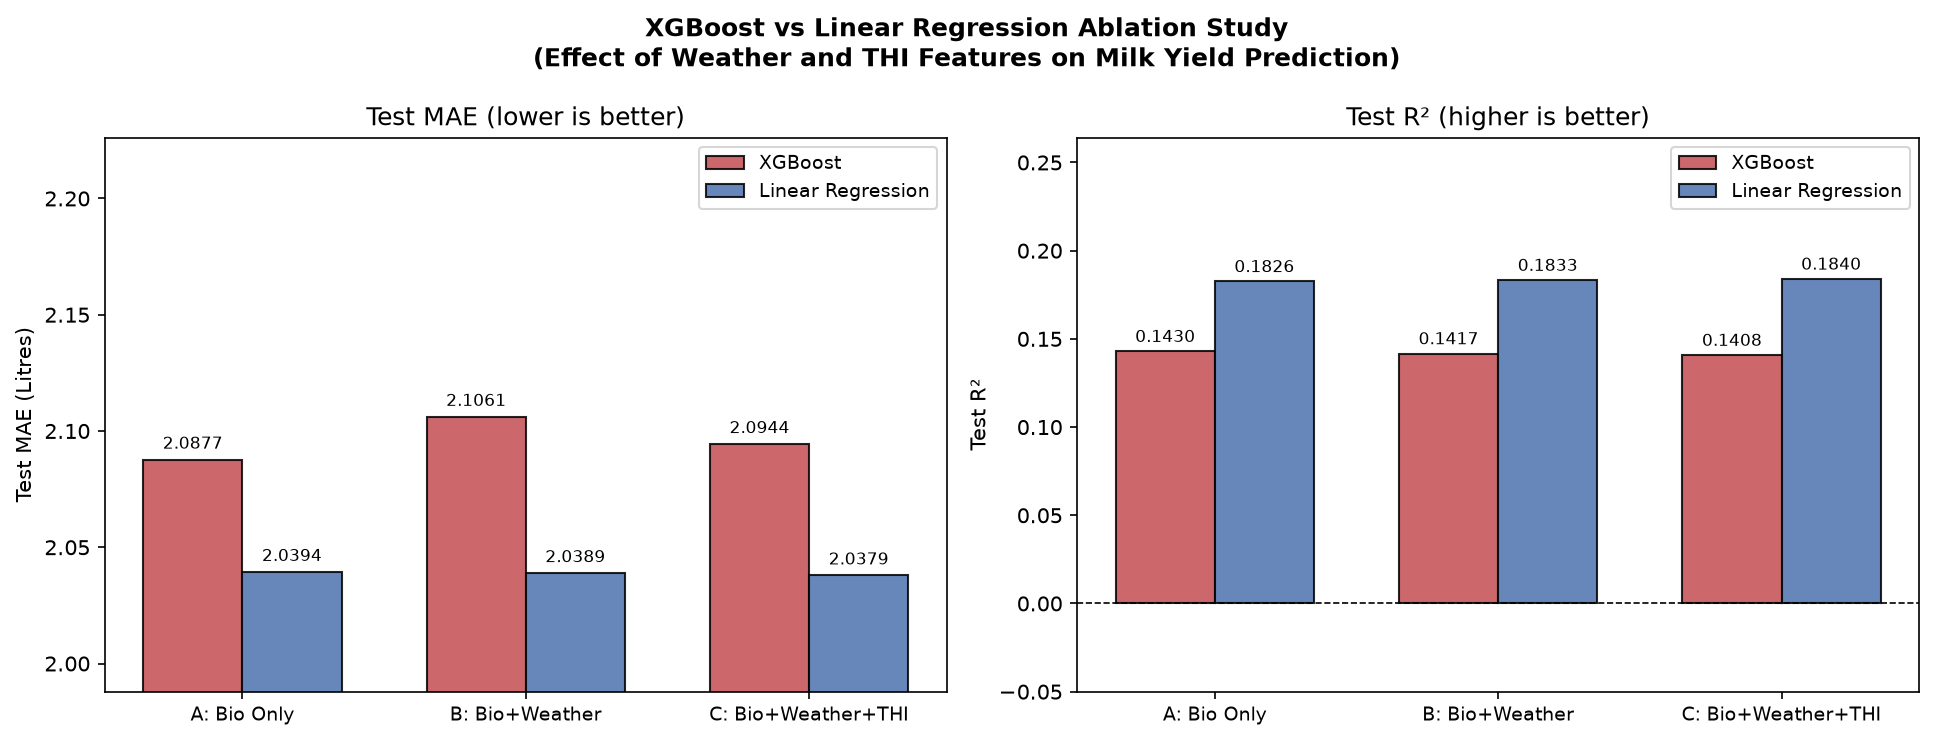 XGBoost vs Linear Regression Ablation Study
(Effect of Weather and THI Features on Milk Yield Prediction)
Test MAE (lower is better)
XGBoost
Linear Regression
Test MAE (Litres)
2.20
2.15
2.10
2.05
2.00
2.0877
2.0394
2.1061
2.0389
2.0944
2.0379
A: Bio Only
B: Bio+Weather
C: Bio+Weather+THI
Test R² (higher is better)
XGBoost
Linear Regression
Test R²
0.25
0.20
0.15
0.10
0.05
0.00
−0.05
0.1430
0.1826
0.1417
0.1833
0.1408
0.1840
A: Bio Only
B: Bio+Weather
C: Bio+Weather+THI